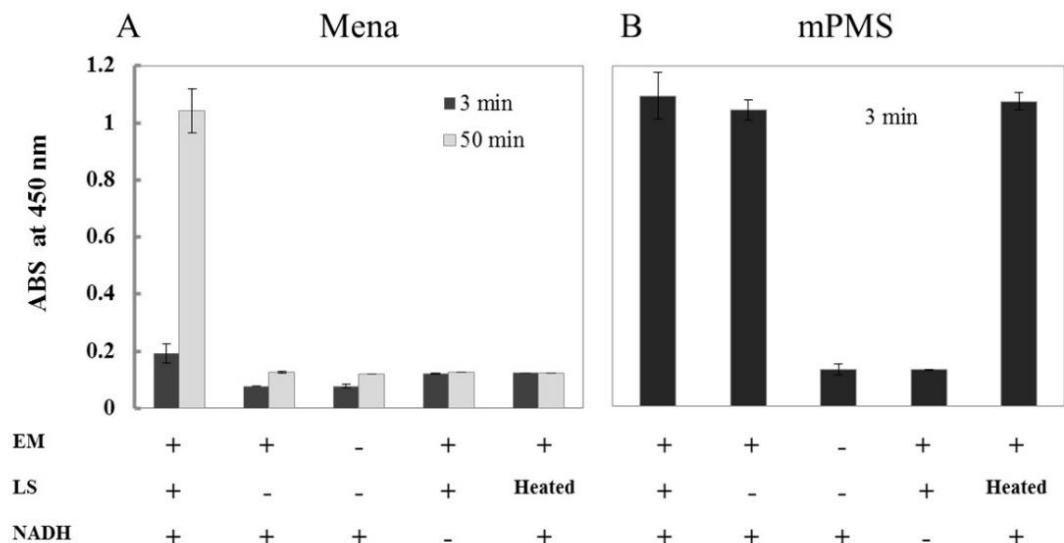 A Mena B mPMS
1.2
1
0.8
0.6
0.4
0.2
0
ABS at 450 nm
3 min
50 min
3 min
EM + + - + + + + - + +
LS + - - + Heated + - - + Heated
NADH + + + - + + + + - +